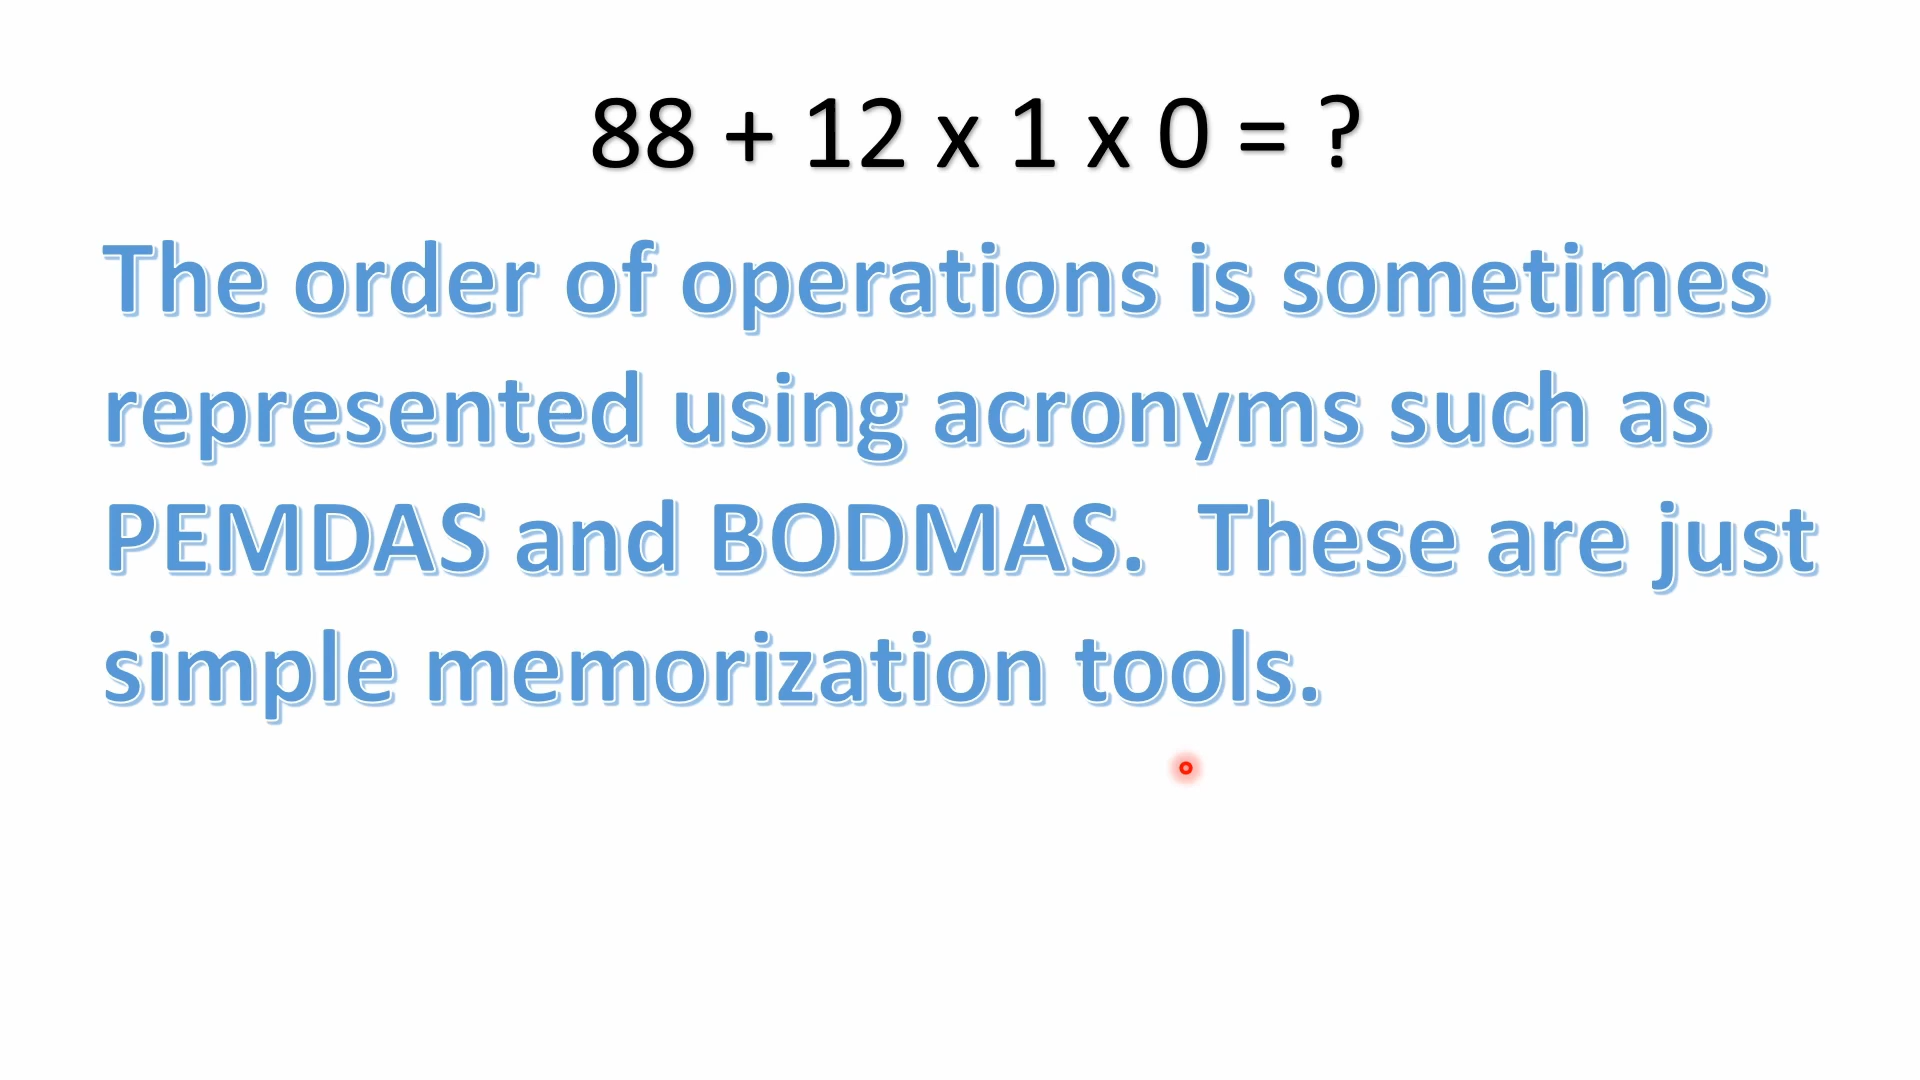 88 + 12 x 1 x 0 = ?
The order of operations is sometimes
represented using acronyms such as
PEMDAS and BODMAS.  These are just
simple memorization tools.